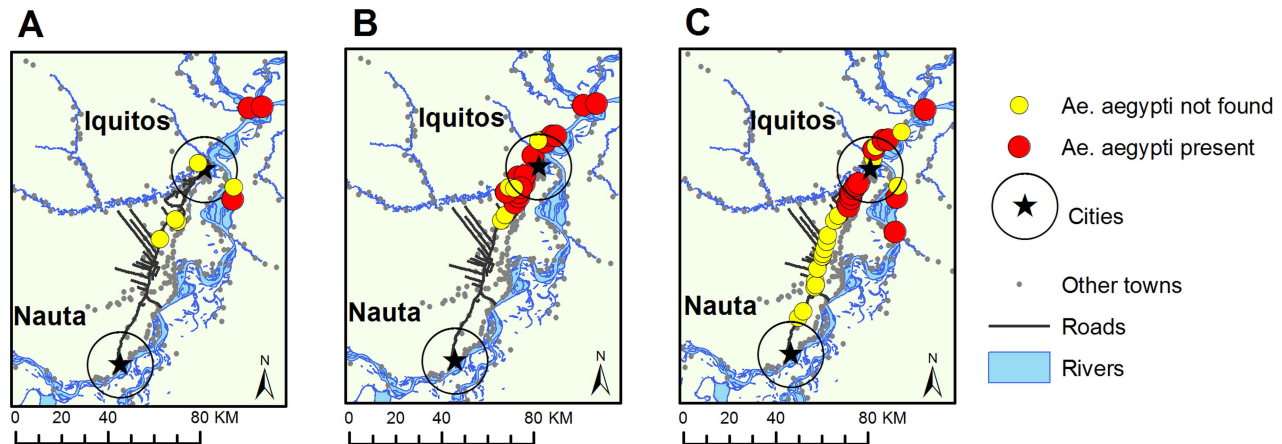 A
B
C
Iquitos
Nauta
N
0 20 40 80 KM
Iquitos
Nauta
N
0 20 40 80 KM
Iquitos
Nauta
N
0 20 40 80 KM
Ae. aegypti not found
Ae. aegypti present
Cities
Other towns
Roads
Rivers